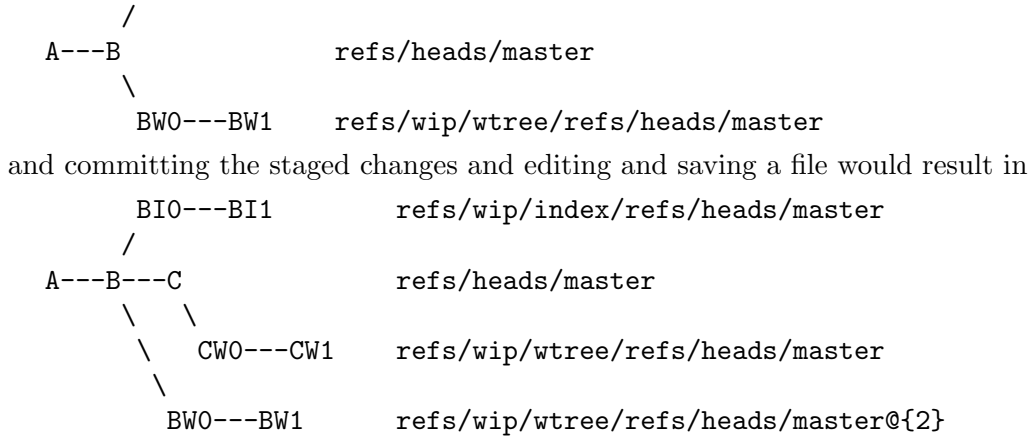 /
A---B             refs/heads/master
      \
       BW0---BW1    refs/wip/wtree/refs/heads/master
and committing the staged changes and editing and saving a file would result in
       BI0---BI1        refs/wip/index/refs/heads/master
      /
A---B---C               refs/heads/master
      \  \
       \  CW0---CW1    refs/wip/wtree/refs/heads/master
        \
         BW0---BW1      refs/wip/wtree/refs/heads/master@{2}